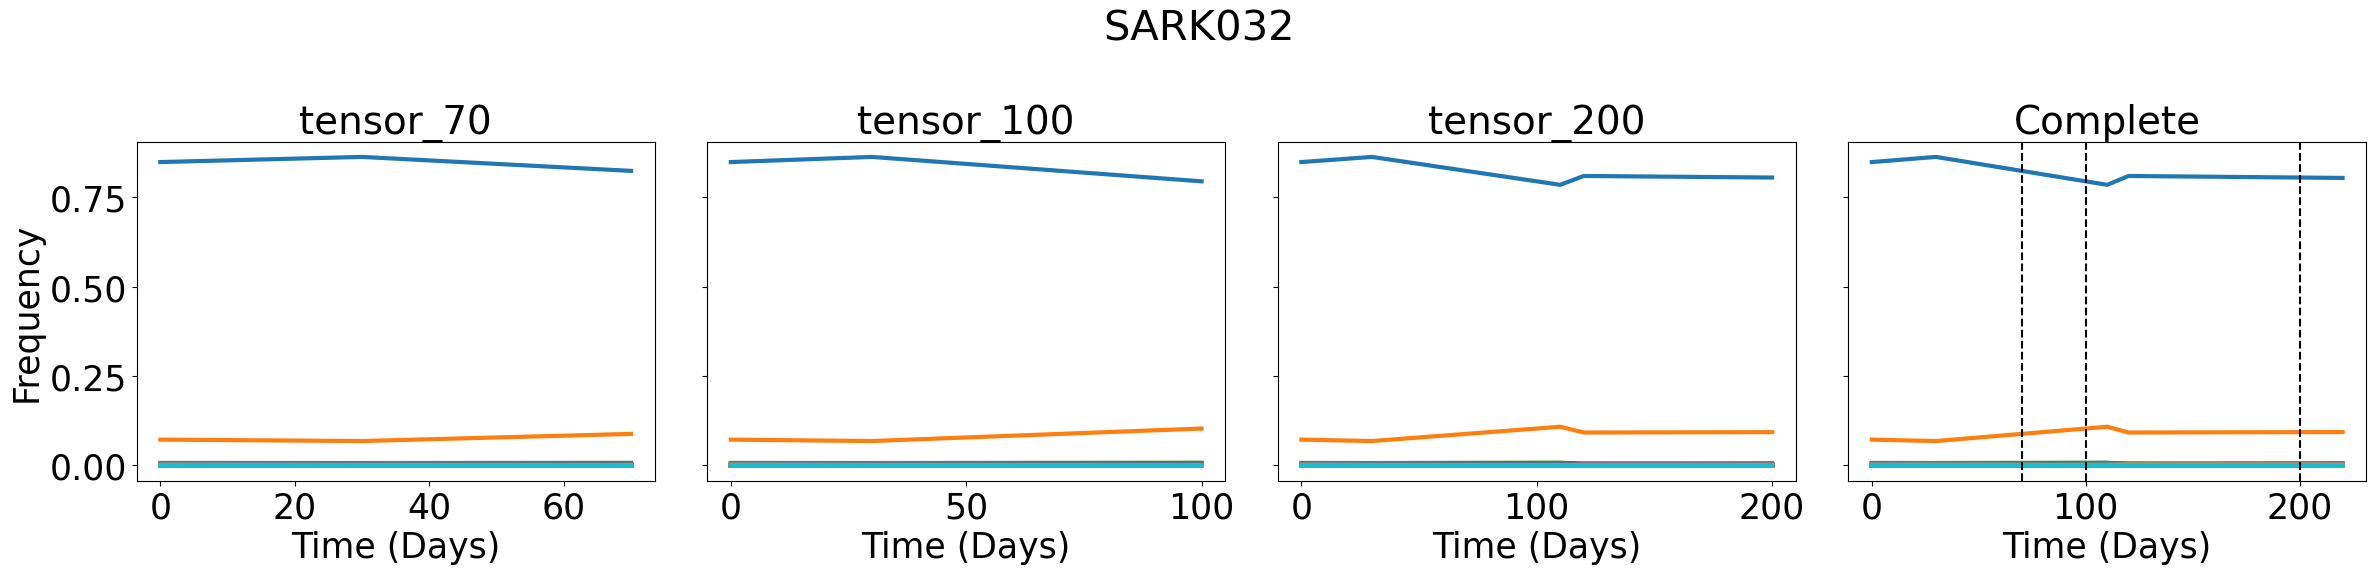 SARK032
tensor_70
tensor_100
tensor_200
Complete
Frequency
0.75
0.50
0.25
0.00
0 20 40 60
0 50 100
0 100 200
0 100 200
Time (Days)
Time (Days)
Time (Days)
Time (Days)